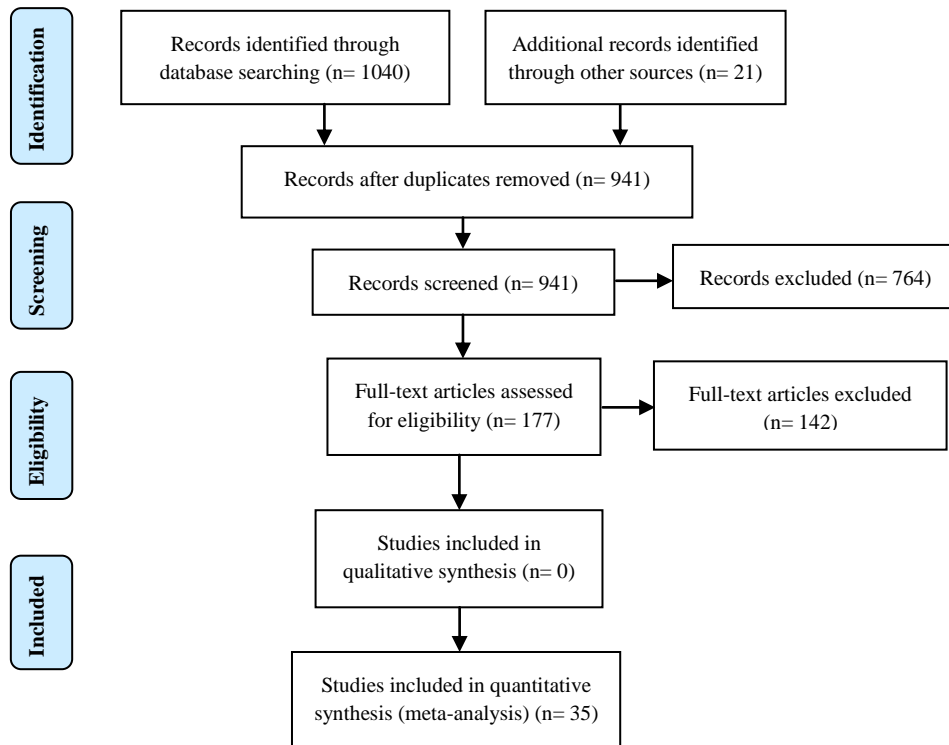 Identification
Records identified through
database searching (n= 1040)
Additional records identified
through other sources (n= 21)
Records after duplicates removed (n= 941)
Screening
Records screened (n= 941)
Records excluded (n= 764)
Eligibility
Full-text articles assessed
for eligibility (n= 177)
Full-text articles excluded
(n= 142)
Studies included in
qualitative synthesis (n= 0)
Included
Studies included in quantitative
synthesis (meta-analysis) (n= 35)